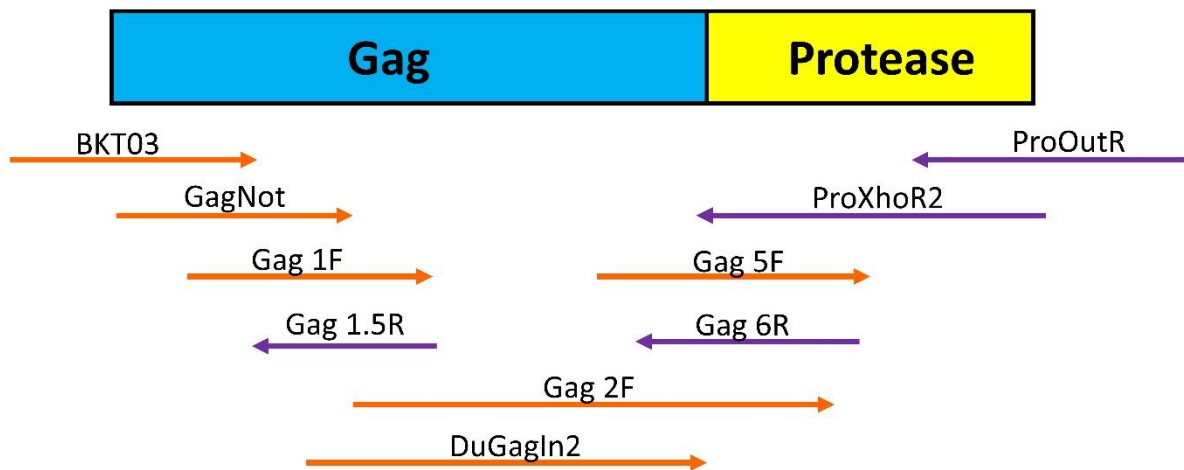 Gag Protease
BKT03 ProOutR
GagNot ProXhoR2
Gag 1F Gag 5F
Gag 1.5R Gag 6R
Gag 2F
DuGagIn2